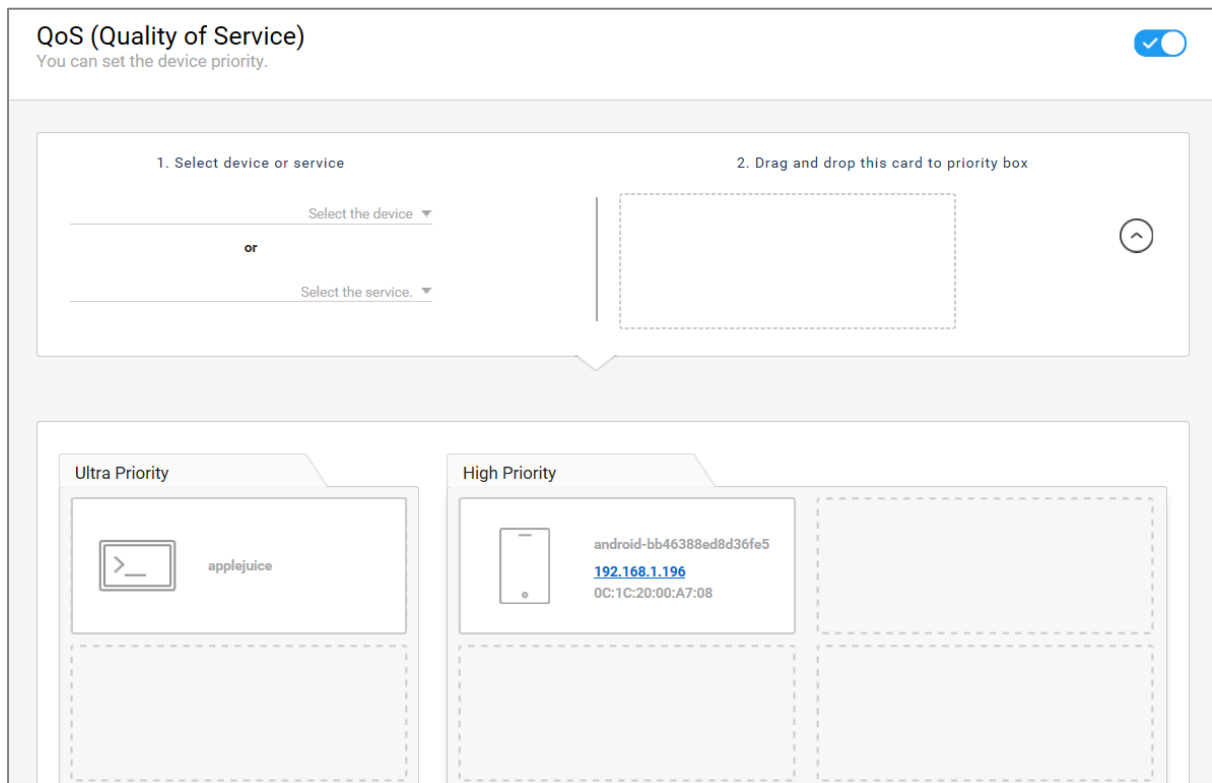 QoS (Quality of Service)
You can set the device priority.
1. Select device or service
2. Drag and drop this card to priority box
Select the device
or
Select the service.
Ultra Priority
High Priority
>_
applejuice
android-bb46388ed8d36fe5
192.168.1.196
0C:1C:20:00:A7:08